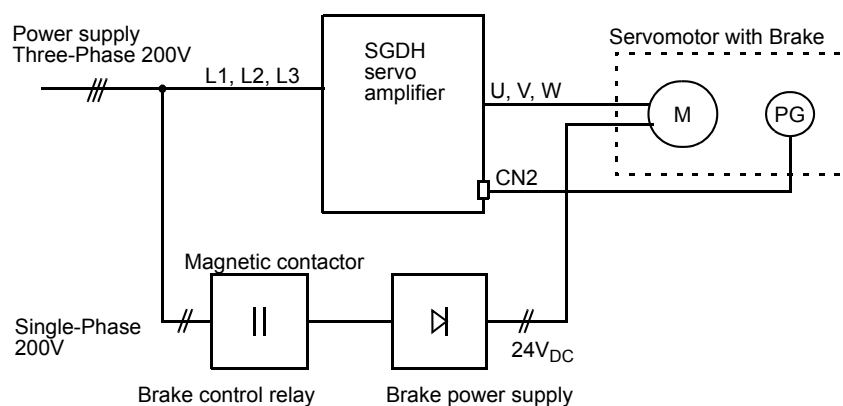 Power supply
Three-Phase 200V
L1, L2, L3
SGDH
servo
amplifier
U, V, W
Servomotor with Brake
M
PG
CN2
Magnetic contactor
Single-Phase
200V
24VDC
Brake control relay
Brake power supply